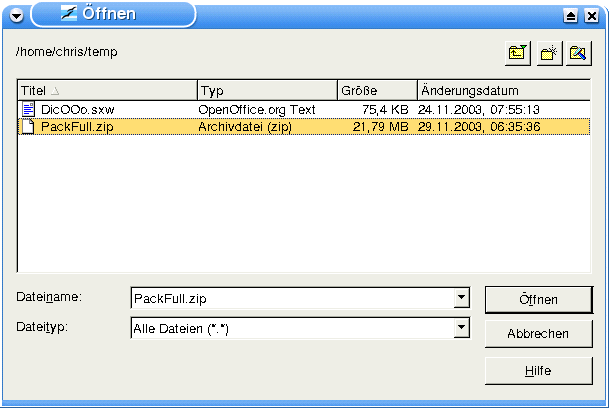 Öffnen
/home/chris/temp
Titel Typ Größe Änderungsdatum
DicOOo.sxw OpenOffice.org Text 75,4 KB 24.11.2003, 07:55:13
PackFull.zip Archivdatei (zip) 21,79 MB 29.11.2003, 06:35:36
Dateiname: PackFull.zip Öffnen
Dateityp: Alle Dateien (*.*) Abbrechen
Hilfe